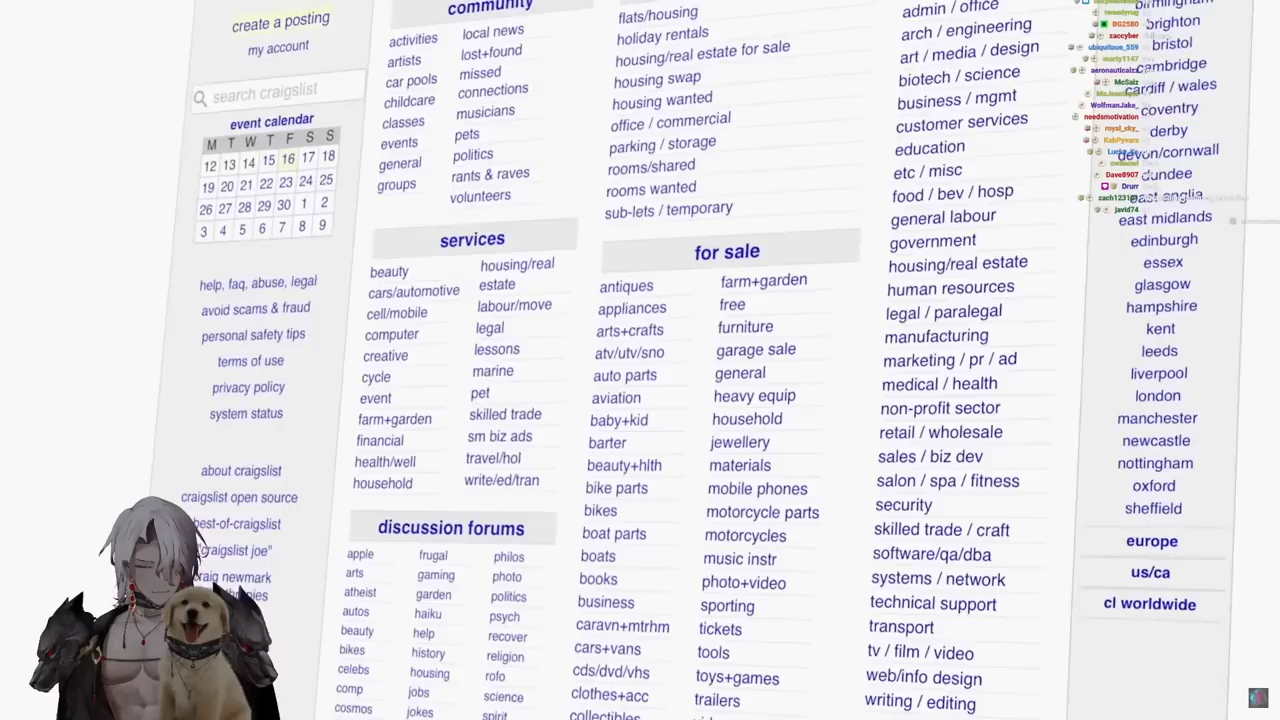 create a posting
my account
search craigslist
event calendar
M T W T F S S
12 13 14 15 16 17 18
19 20 21 22 23 24 25
26 27 28 29 30 1 2
3 4 5 6 7 8 9
help, faq, abuse, legal
avoid scams & fraud
personal safety tips
terms of use
privacy policy
system status
about craigslist
craigslist open source
best-of-craigslist
craigslist joe"
craig newmark
community
activities
artists
carpools
childcare
classes
events
general
groups
local news
lost+found
missed
connections
musicians
pets
politics
rants & raves
volunteers
services
beauty
cars/automotive
cell/mobile
computer
creative
cycle
event
farm+garden
financial
health/well
household
housing/real
estate
labour/move
legal
lessons
marine
pet
skilled trade
sm biz ads
travel/hol
write/ed/tran
discussion forums
apple
arts
atheist
autos
beauty
bikes
celebs
comp
cosmos
frugal
gaming
garden
haiku
help
history
housing
jobs
jokes
philos
photo
politics
psych
recover
religion
rofo
science
spirit
flats/housing
holiday rentals
housing/real estate for sale
housing swap
housing wanted
office / commercial
parking / storage
rooms/shared
rooms wanted
sub-lets / temporary
for sale
antiques
appliances
arts+crafts
atv/utv/sno
auto parts
aviation
baby+kid
barter
beauty+hlth
bike parts
bikes
boat parts
boats
books
business
caravn+mtrhm
cars+vans
cds/dvd/vhs
clothes+acc
collectibles
farm+garden
free
furniture
garage sale
general
heavy equip
household
jewellery
materials
mobile phones
motorcycle parts
motorcycles
music instr
photo+video
sporting
tickets
tools
toys+games
trailers
admin / office
arch / engineering
art / media / design
biotech / science
business / mgmt
customer services
education
etc / misc
food / bev / hosp
general labour
government
housing/real estate
human resources
legal / paralegal
manufacturing
marketing / pr / ad
medical / health
non-profit sector
retail / wholesale
sales / biz dev
salon / spa / fitness
security
skilled trade / craft
software/qa/dba
systems / network
technical support
transport
tv / film / video
web/info design
writing / editing
birmingham
brighton
bristol
cambridge
cardiff / wales
coventry
derby
devon/cornwall
dundee
east anglia
east midlands
edinburgh
essex
glasgow
hampshire
kent
leeds
liverpool
london
manchester
newcastle
nottingham
oxford
sheffield
europe
us/ca
cl worldwide
BG2580
zaccyber
ubiquitous_559
marty1147
aeronauticalzz
McSalz
WolfmanJake_
needsmotivation
royal_sky_
KabPyvara
Dave8907
Drurr
javid74